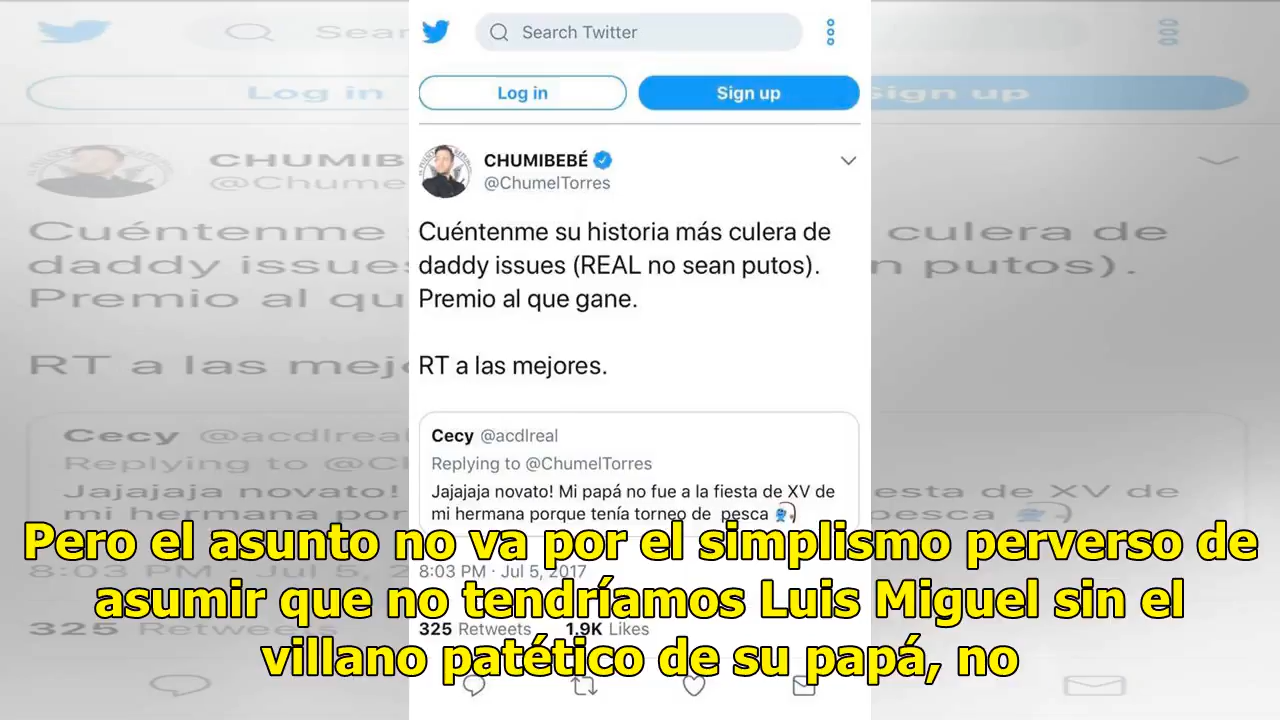 Search Twitter
Log in
Sign up
CHUMIBEBÉ
@ChumelTorres
Cuéntenme su historia más culera de
daddy issues (REAL no sean putos).
Premio al que gane.
RT a las mejores.
Cecy @acdlreal
Replying to @ChumelTorres
Jajajaja novato! Mi papá no fue a la fiesta de XV de
mi hermana porque tenía torneo de pesca
8:03 PM · Jul 5, 2017
325 Retweets 1.9K Likes
Pero el asunto no va por el simplismo perverso de
asumir que no tendríamos Luis Miguel sin el
villano patético de su papá, no